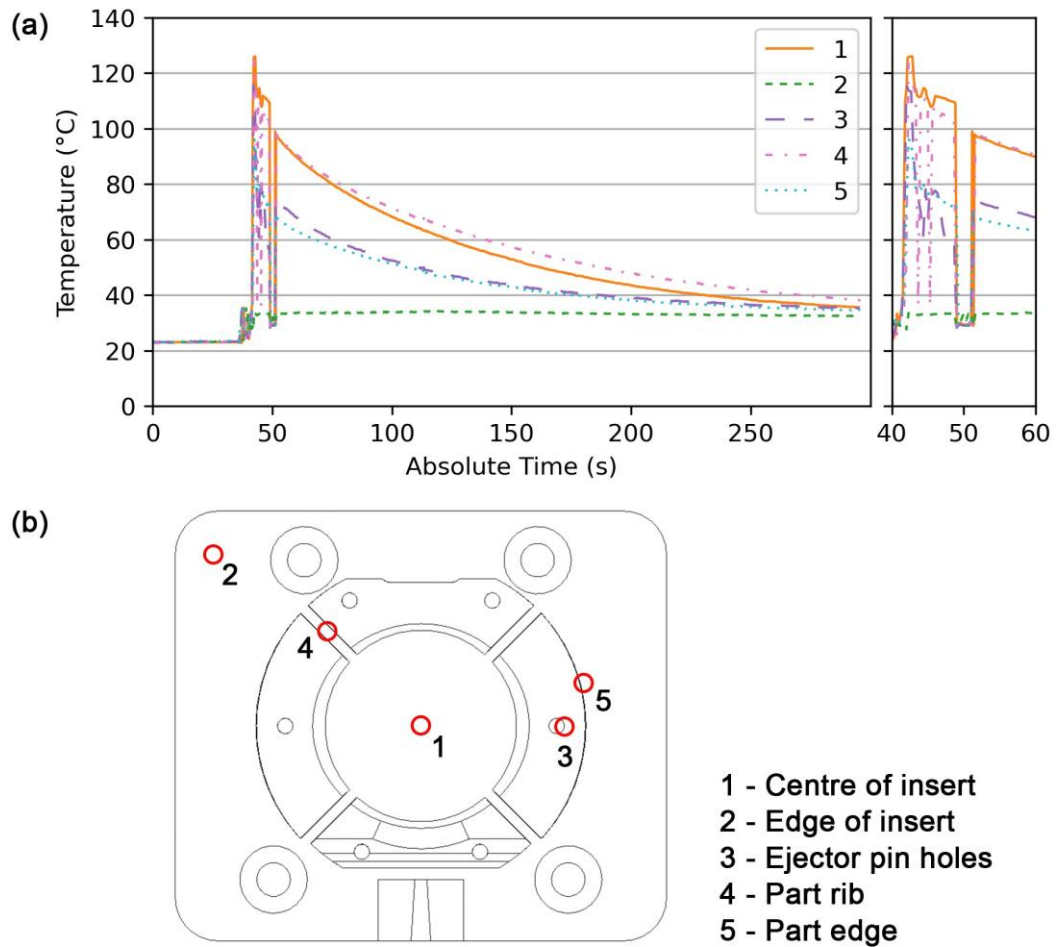 (a)
140
120
100
80
60
40
20
0
Temperature (°C)
1
2
3
4
5
0 50 100 150 200 250
40 50 60
Absolute Time (s)
(b)
2
4
5
1
3
1 - Centre of insert
2 - Edge of insert
3 - Ejector pin holes
4 - Part rib
5 - Part edge